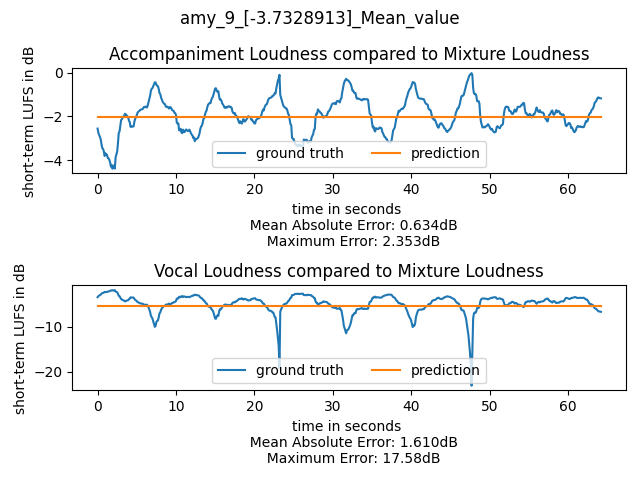 amy_9_[-3.7328913]_Mean_value
Accompaniment Loudness compared to Mixture Loudness
short-term LUFS in dB
0
−2
−4
ground truth
prediction
0 10 20 30 40 50 60
time in seconds
Mean Absolute Error: 0.634dB
Maximum Error: 2.353dB
Vocal Loudness compared to Mixture Loudness
short-term LUFS in dB
−10
−20
ground truth
prediction
0 10 20 30 40 50 60
time in seconds
Mean Absolute Error: 1.610dB
Maximum Error: 17.58dB